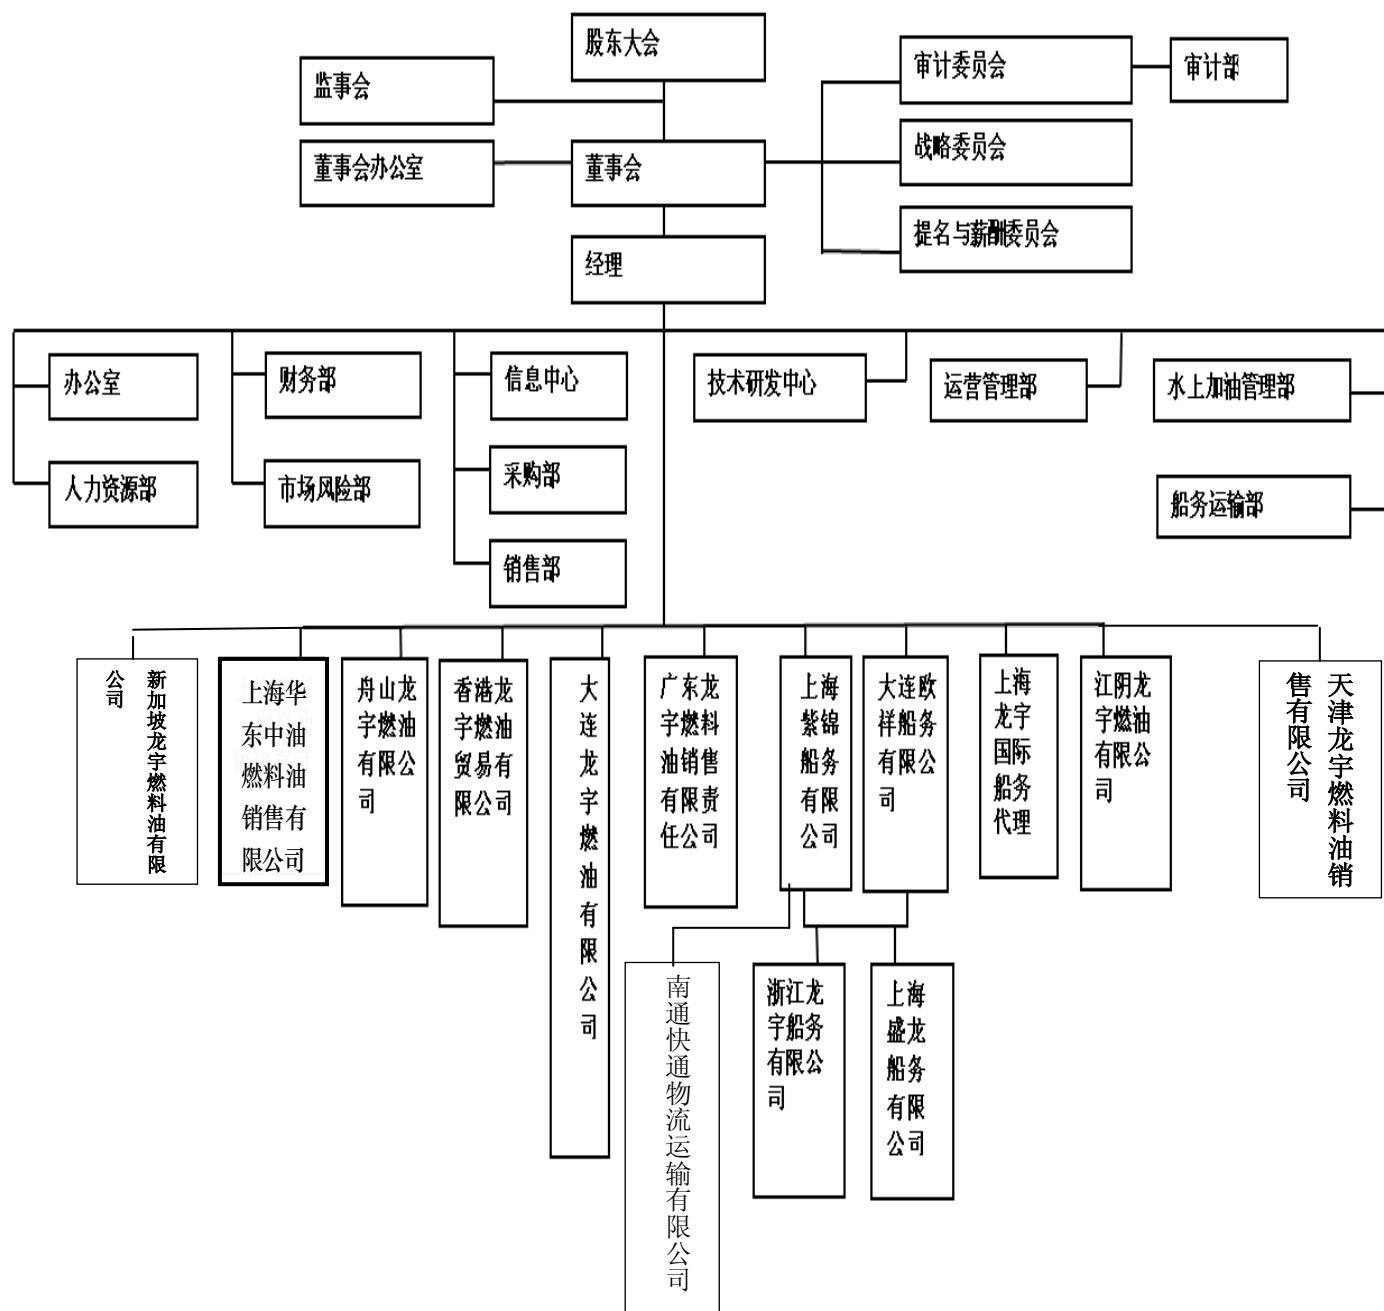 股东大会
监事会
审计委员会
审计部
董事会办公室
董事会
战略委员会
提名与薪酬委员会
经理
办公室
财务部
信息中心
技术研发中心
运营管理部
水上加油管理部
人力资源部
市场风险部
采购部
船务运输部
销售部
新加坡龙宇燃料油有限
公司
上海华
东中油
燃料油
销售有
限公司
舟山龙
宇燃油
有限公
司
香港龙
宇燃油
贸易有
限公司
大连龙宇燃油有限公司
广东龙
宇燃料
油销售
有限责
任公司
上海
紫锦
船务
有限
公司
大连欧
祥船务
有限公
司
上海
龙宇
国际
船务
代理
江阴龙
宇燃油
有限公
司
天津龙宇燃料油销
售有限公司
南通快通物流运输有限公司
浙江龙
宇船务
有限公
司
上海
盛龙
船务
有限
公司